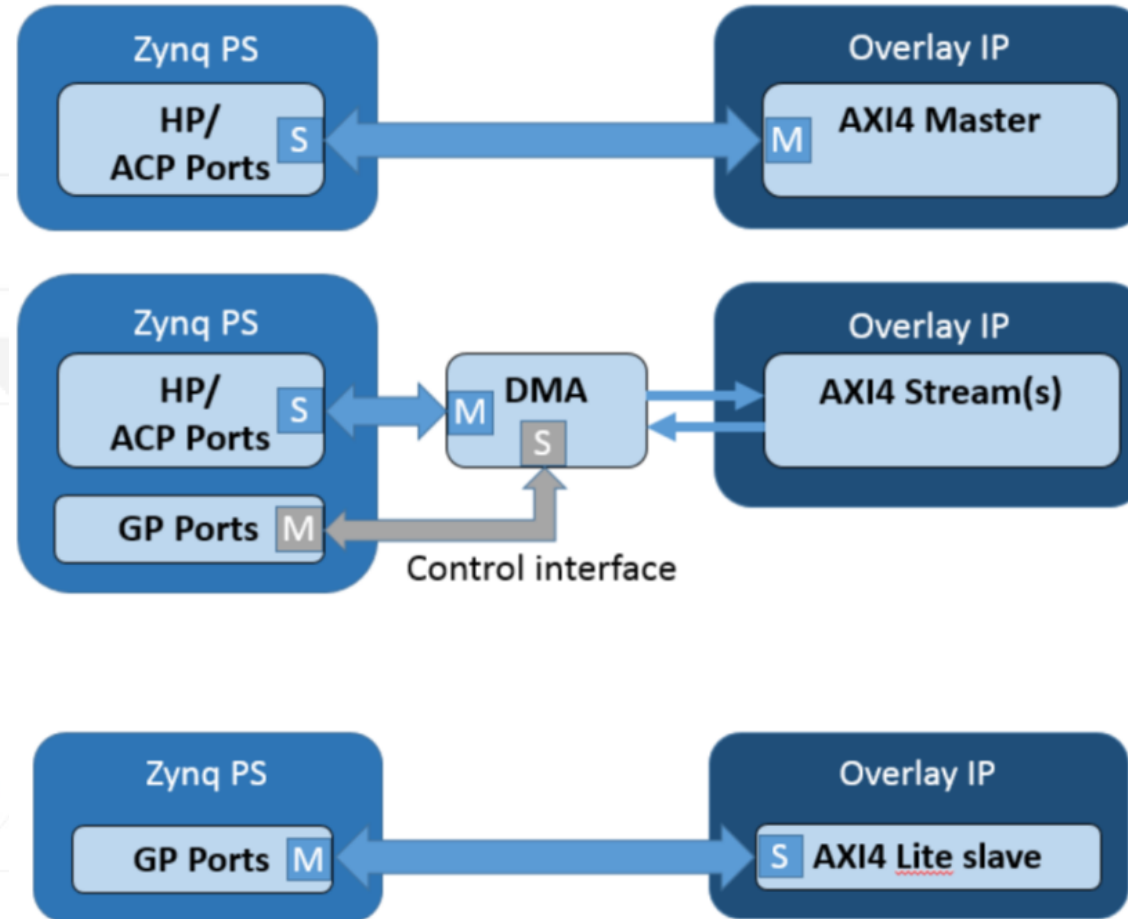 Zynq PS
HP/
ACP Ports
S
Overlay IP
AXI4 Master
M
Zynq PS
HP/
ACP Ports
S
GP Ports
M
M
DMA
S
Control interface
Overlay IP
AXI4 Stream(s)
Zynq PS
GP Ports
M
Overlay IP
S
AXI4 Lite slave